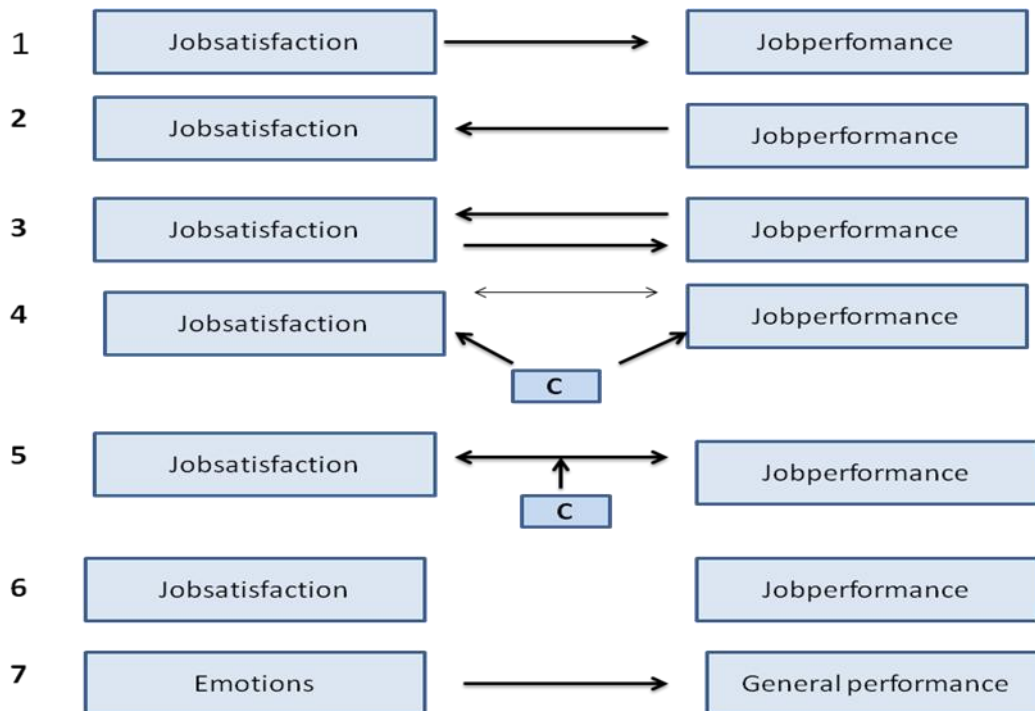 1 Jobsatisfaction Jobperfomance
2 Jobsatisfaction Jobperformance
3 Jobsatisfaction Jobperformance
4 Jobsatisfaction Jobperformance
C
5 Jobsatisfaction Jobperformance
C
6 Jobsatisfaction Jobperformance
7 Emotions General performance